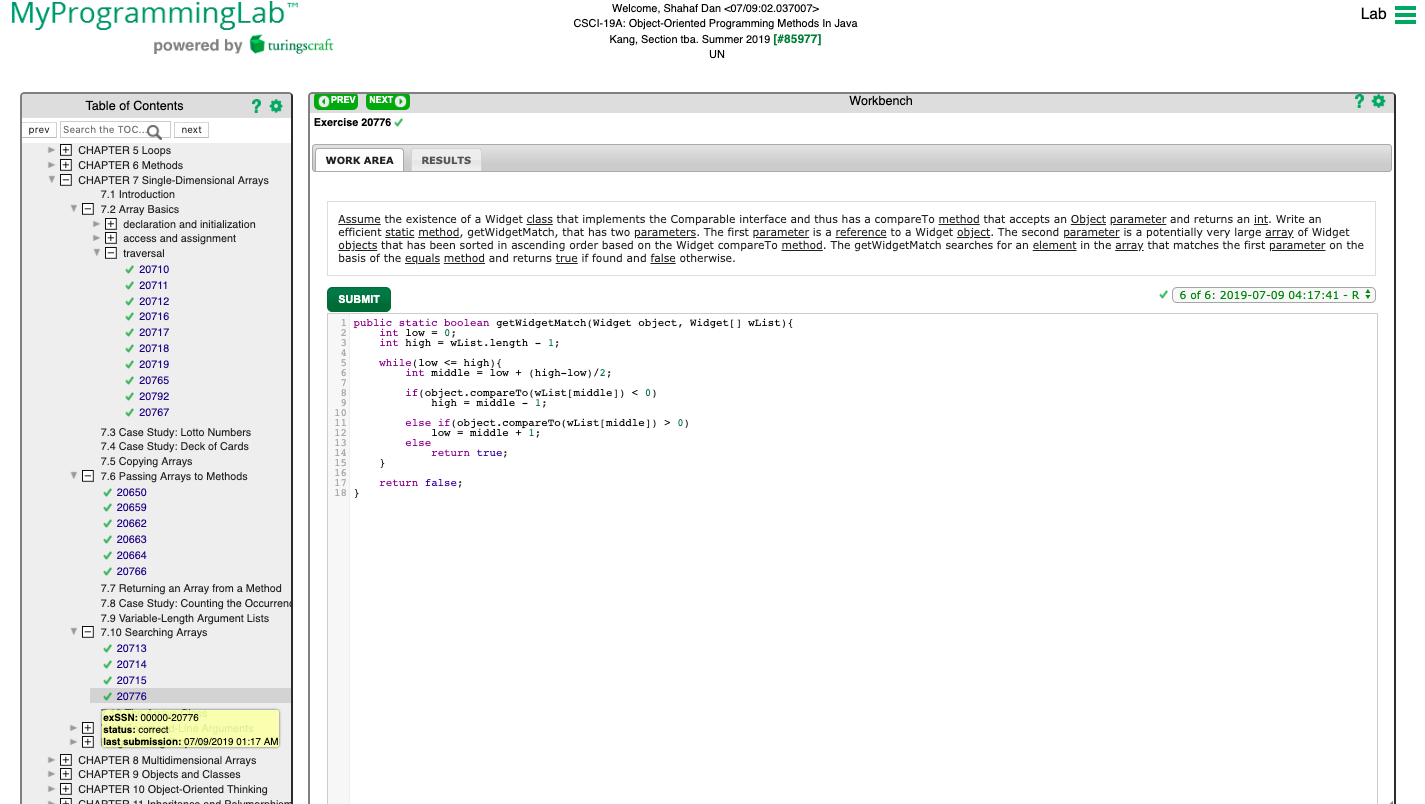 MyProgrammingLab™
powered by turingscraft
Welcome, Shahaf Dan <07/09:02.037007>
CSCI-19A: Object-Oriented Programming Methods In Java
Kang, Section tba. Summer 2019 [#85977]
UN
Lab
Table of Contents
?
prev
Search the TOC...
next
CHAPTER 5 Loops
CHAPTER 6 Methods
CHAPTER 7 Single-Dimensional Arrays
7.1 Introduction
7.2 Array Basics
declaration and initialization
access and assignment
traversal
20710
20711
20712
20716
20717
20718
20719
20765
20792
20767
7.3 Case Study: Lotto Numbers
7.4 Case Study: Deck of Cards
7.5 Copying Arrays
7.6 Passing Arrays to Methods
20650
20659
20662
20663
20664
20766
7.7 Returning an Array from a Method
7.8 Case Study: Counting the Occurrenc
7.9 Variable-Length Argument Lists
7.10 Searching Arrays
20713
20714
20715
20776
exSSN: 00000-20776
status: correct
last submission: 07/09/2019 01:17 AM
CHAPTER 8 Multidimensional Arrays
CHAPTER 9 Objects and Classes
CHAPTER 10 Object-Oriented Thinking
CHAPTER 11 Inheritance and Polymorphism
PREV
NEXT
Workbench
?
Exercise 20776
WORK AREA
RESULTS
Assume the existence of a Widget class that implements the Comparable interface and thus has a compareTo method that accepts an Object parameter and returns an int. Write an
efficient static method, getWidgetMatch, that has two parameters. The first parameter is a reference to a Widget object. The second parameter is a potentially very large array of Widget
objects that has been sorted in ascending order based on the Widget compareTo method. The getWidgetMatch searches for an element in the array that matches the first parameter on the
basis of the equals method and returns true if found and false otherwise.
SUBMIT
6 of 6: 2019-07-09 04:17:41 - R
1 public static boolean getWidgetMatch(Widget object, Widget[] wList){
2 int low = 0;
3 int high = wList.length - 1;
4
5 while(low <= high){
6 int middle = low + (high-low)/2;
7
8 if(object.compareTo(wList[middle]) < 0)
9 high = middle - 1;
10
11 else if(object.compareTo(wList[middle]) > 0)
12 low = middle + 1;
13 else
14 return true;
15 }
16
17 return false;
18 }